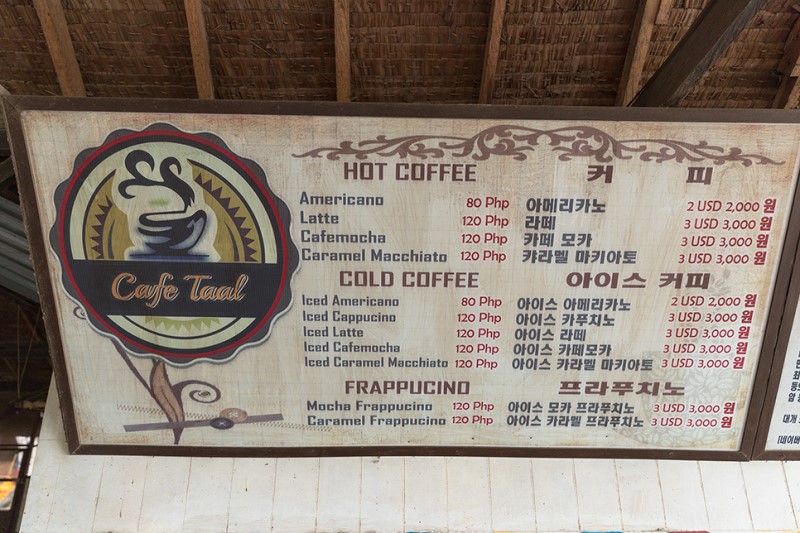 Cafe Taal
HOT COFFEE 커 피
Americano 80 Php 아메리카노 2 USD 2,000 원
Latte 120 Php 라떼 3 USD 3,000 원
Cafemocha 120 Php 카페 모카 3 USD 3,000 원
Caramel Macchiato 120 Php 캬라멜 마키아토 3 USD 3,000 원
COLD COFFEE 아이스 커피
Iced Americano 80 Php 아이스 아메리카노 2 USD 2,000 원
Iced Cappucino 120 Php 아이스 카푸치노 3 USD 3,000 원
Iced Latte 120 Php 아이스 라떼 3 USD 3,000 원
Iced Cafemocha 120 Php 아이스 카페모카 3 USD 3,000 원
Iced Caramel Macchiato 120 Php 아이스 카라멜 마키아토 3 USD 3,000 원
FRAPPUCINO 프라푸치노
Mocha Frappucino 120 Php 아이스 모카 프라푸치노 3 USD 3,000 원
Caramel Frappucino 120 Php 아이스 카라멜 프라푸치노 3 USD 3,000 원
대게
[네이버